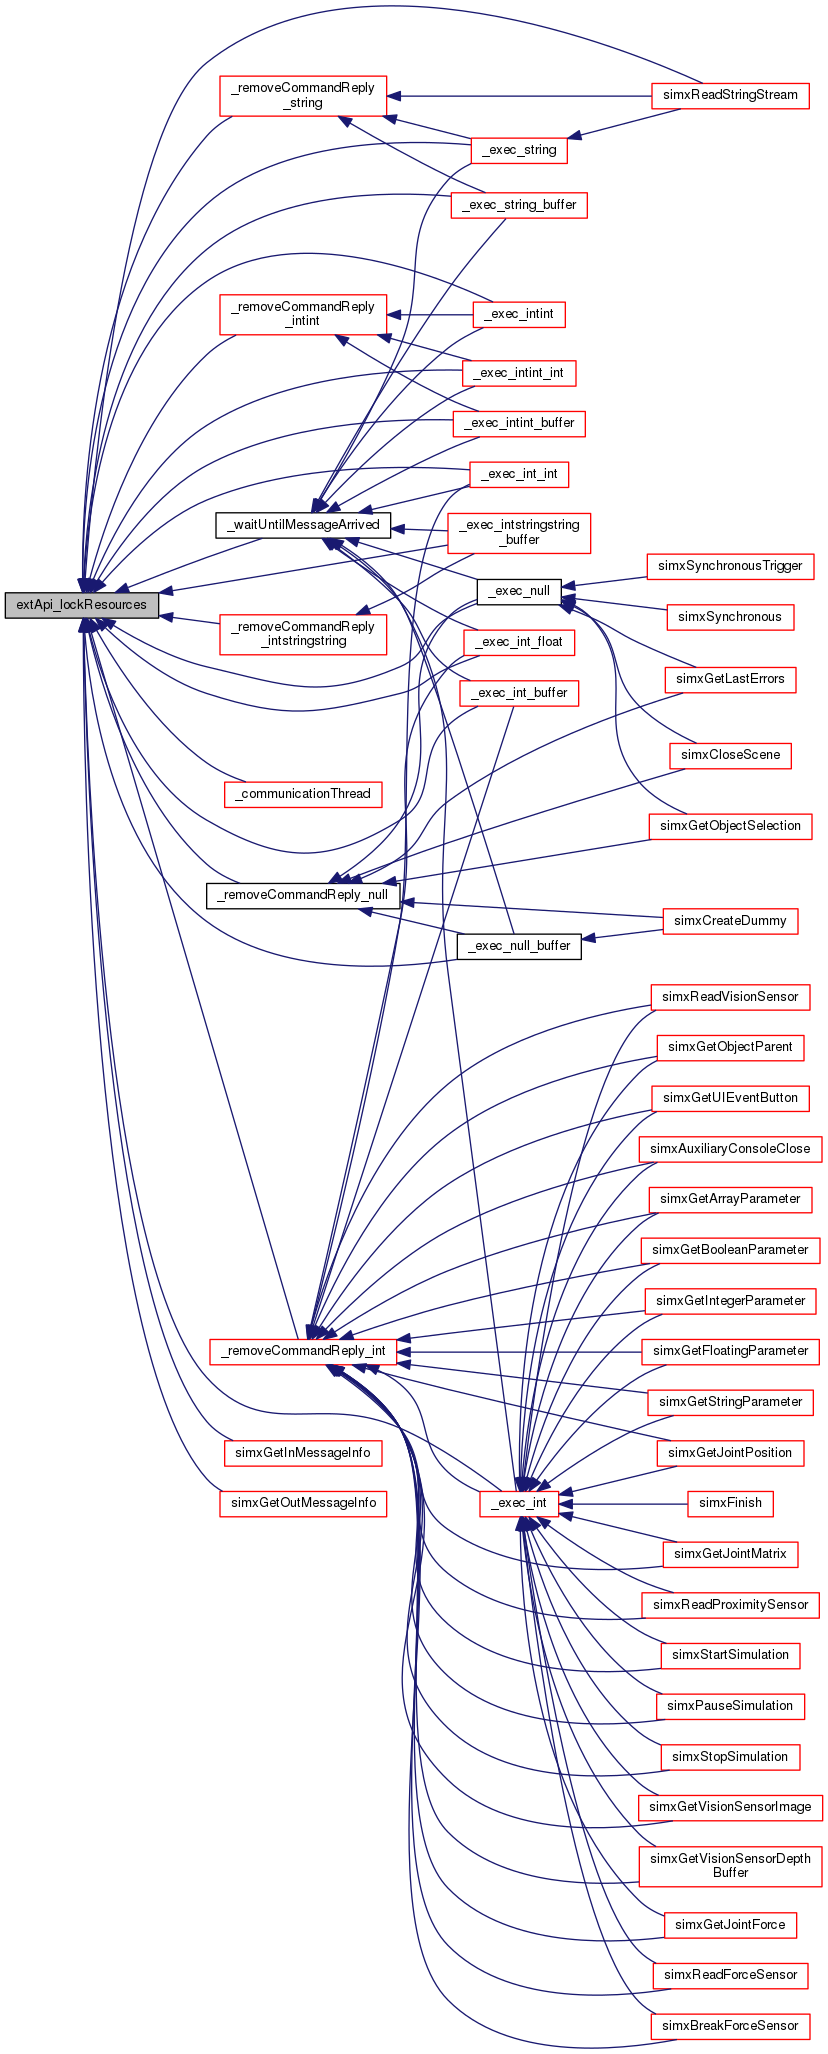 simxReadStringStream
_removeCommandReply
_string
_exec_string
_exec_string_buffer
_removeCommandReply
_intint
_exec_intint
_exec_intint_int
_exec_intint_buffer
_exec_int_int
_waitUntilMessageArrived
_exec_intstringstring
_buffer
simxSynchronousTrigger
_exec_null
extApi_lockResources
simxSynchronous
_removeCommandReply
_intstringstring
_exec_int_float
simxGetLastErrors
_exec_int_buffer
simxCloseScene
_communicationThread
simxGetObjectSelection
_removeCommandReply_null
simxCreateDummy
_exec_null_buffer
simxReadVisionSensor
simxGetObjectParent
simxGetUIEventButton
simxAuxiliaryConsoleClose
simxGetArrayParameter
simxGetBooleanParameter
simxGetIntegerParameter
_removeCommandReply_int
simxGetFloatingParameter
simxGetStringParameter
simxGetInMessageInfo
simxGetJointPosition
simxGetOutMessageInfo
_exec_int
simxFinish
simxGetJointMatrix
simxReadProximitySensor
simxStartSimulation
simxPauseSimulation
simxStopSimulation
simxGetVisionSensorImage
simxGetVisionSensorDepth
Buffer
simxGetJointForce
simxReadForceSensor
simxBreakForceSensor